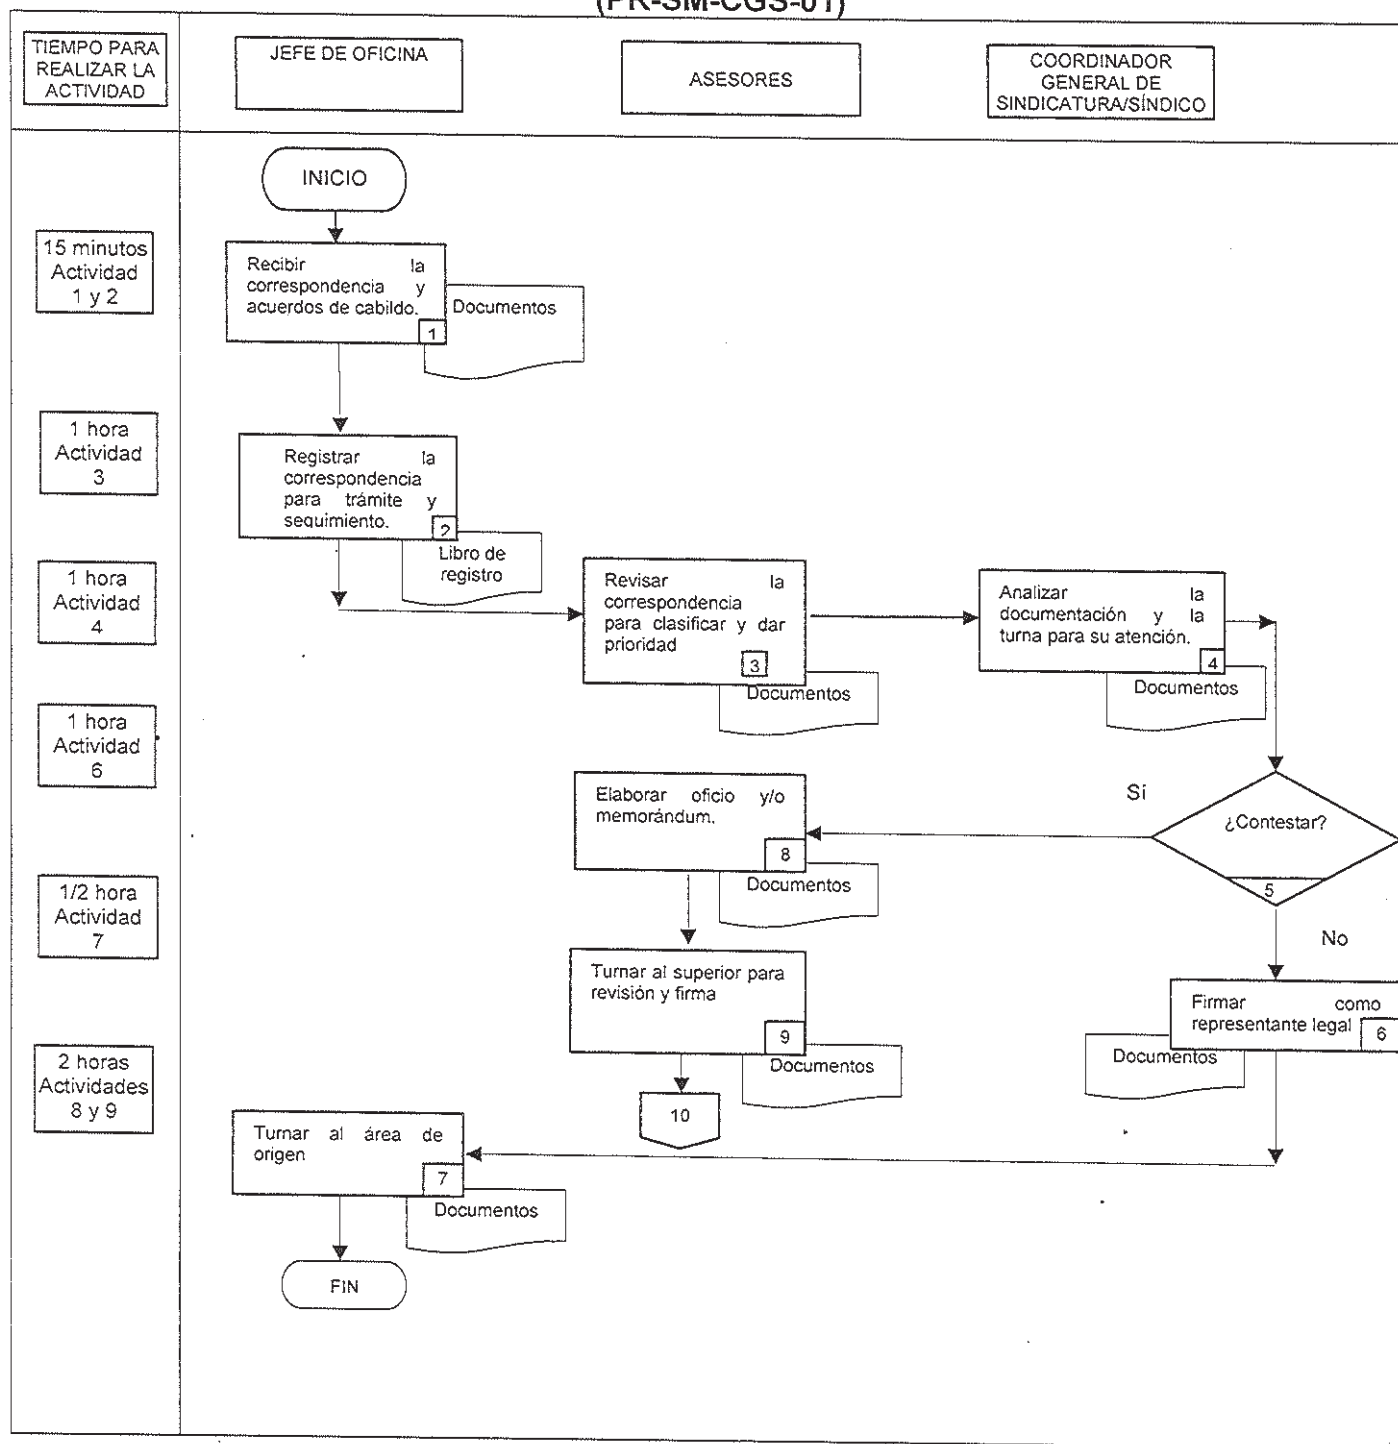 (PR-SM-CGS-01)
TIEMPO PARA
REALIZAR LA
ACTIVIDAD
JEFE DE OFICINA
ASESORES
COORDINADOR
GENERAL DE
SINDICATURA/SÍNDICO
INICIO
15 minutos
Actividad
1 y 2
Recibir la
correspondencia y
acuerdos de cabildo.
1
Documentos
1 hora
Actividad
3
Registrar la
correspondencia
para trámite y
seguimiento.
2
Libro de
registro
1 hora
Actividad
4
Revisar la
correspondencia
para clasificar y dar
prioridad
3
Documentos
Analizar la
documentación y la
turna para su atención.
4
Documentos
1 hora
Actividad
6
Elaborar oficio y/o
memorándum.
8
Documentos
Sí
¿Contestar?
5
No
1/2 hora
Actividad
7
Turnar al superior para
revisión y firma
9
Documentos
10
Firmar como
representante legal
6
Documentos
2 horas
Actividades
8 y 9
Turnar al área de
origen
7
Documentos
FIN